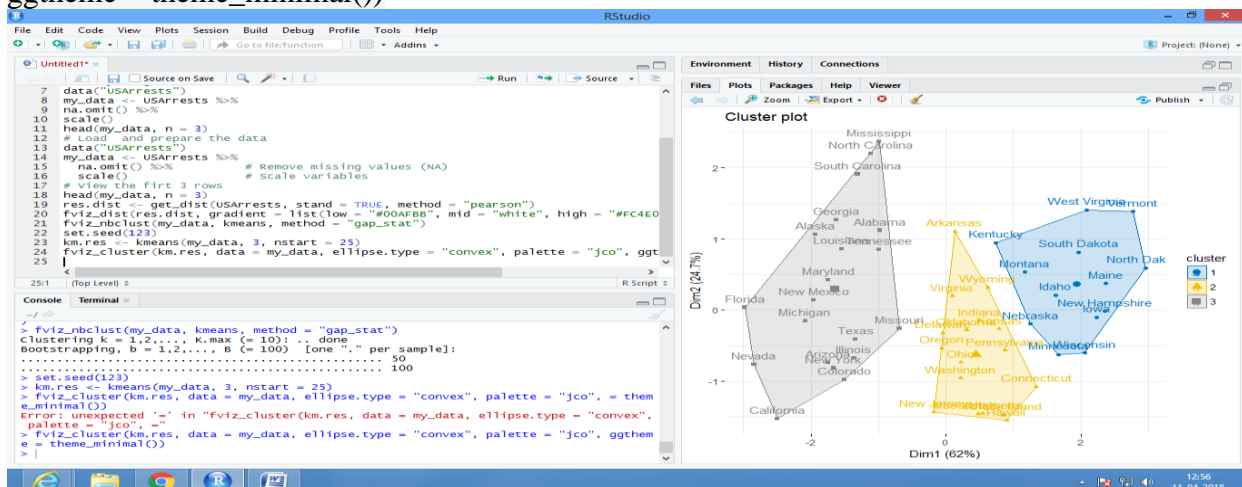 ggtheme = theme_minimal())
RStudio
File Edit Code View Plots Session Build Debug Profile Tools Help
Go to file/function Addins
Project: (None)
Untitled1*
Source on Save Run Source
7 data("USArrests")
8 my_data <- USArrests %>%
9 na.omit() %>%
10 scale()
11 head(my_data, n = 3)
12 # Load and prepare the data
13 data("USArrests")
14 my_data <- USArrests %>%
15 na.omit() %>% # Remove missing values (NA)
16 scale() # Scale variables
17 # View the firt 3 rows
18 head(my_data, n = 3)
19 res.dist <- get_dist(USArrests, stand = TRUE, method = "pearson")
20 fviz_dist(res.dist, gradient = list(low = "#00AFBB", mid = "white", high = "#FC4E0
21 fviz_nbclust(my_data, kmeans, method = "gap_stat")
22 set.seed(123)
23 km.res <- kmeans(my_data, 3, nstart = 25)
24 fviz_cluster(km.res, data = my_data, ellipse.type = "convex", palette = "jco", ggt
25
25:1 (Top Level) R Script
Console Terminal
~/
> fviz_nbclust(my_data, kmeans, method = "gap_stat")
Clustering k = 1,2,..., K.max (= 10): .. done
Bootstrapping, b = 1,2,..., B (= 100) [one "." per sample]:
.................................................. 50
.................................................. 100
> set.seed(123)
> km.res <- kmeans(my_data, 3, nstart = 25)
> fviz_cluster(km.res, data = my_data, ellipse.type = "convex", palette = "jco", = them
e_minimal())
Error: unexpected '=' in "fviz_cluster(km.res, data = my_data, ellipse.type = "convex",
palette = "jco", ="
> fviz_cluster(km.res, data = my_data, ellipse.type = "convex", palette = "jco", ggthem
e = theme_minimal())
>
Environment History Connections
Files Plots Packages Help Viewer
Zoom Export Publish
Cluster plot
Mississippi
North Carolina
South Carolina
Georgia
Alaska
Alabama
Louisiana
Tennessee
Maryland
New Mexico
Florida
Michigan
Missouri
Texas
Illinois
Nevada
Arizona
New York
Colorado
California
Arkansas
Wyoming
Virginia
Indiana
Delaware
Oklahoma
Kansas
Oregon
Pennsylvania
Ohio
Washington
Connecticut
New
Island
Hawaii
West Virginia
Vermont
Kentucky
South Dakota
Montana
North Dak
Maine
Idaho
New Hampshire
Iowa
Nebraska
Minnesota
Wisconsin
cluster
1
2
3
2
1
0
-1
-2
0
2
Dim2 (24.7%)
Dim1 (62%)
12:56
11-04-2018